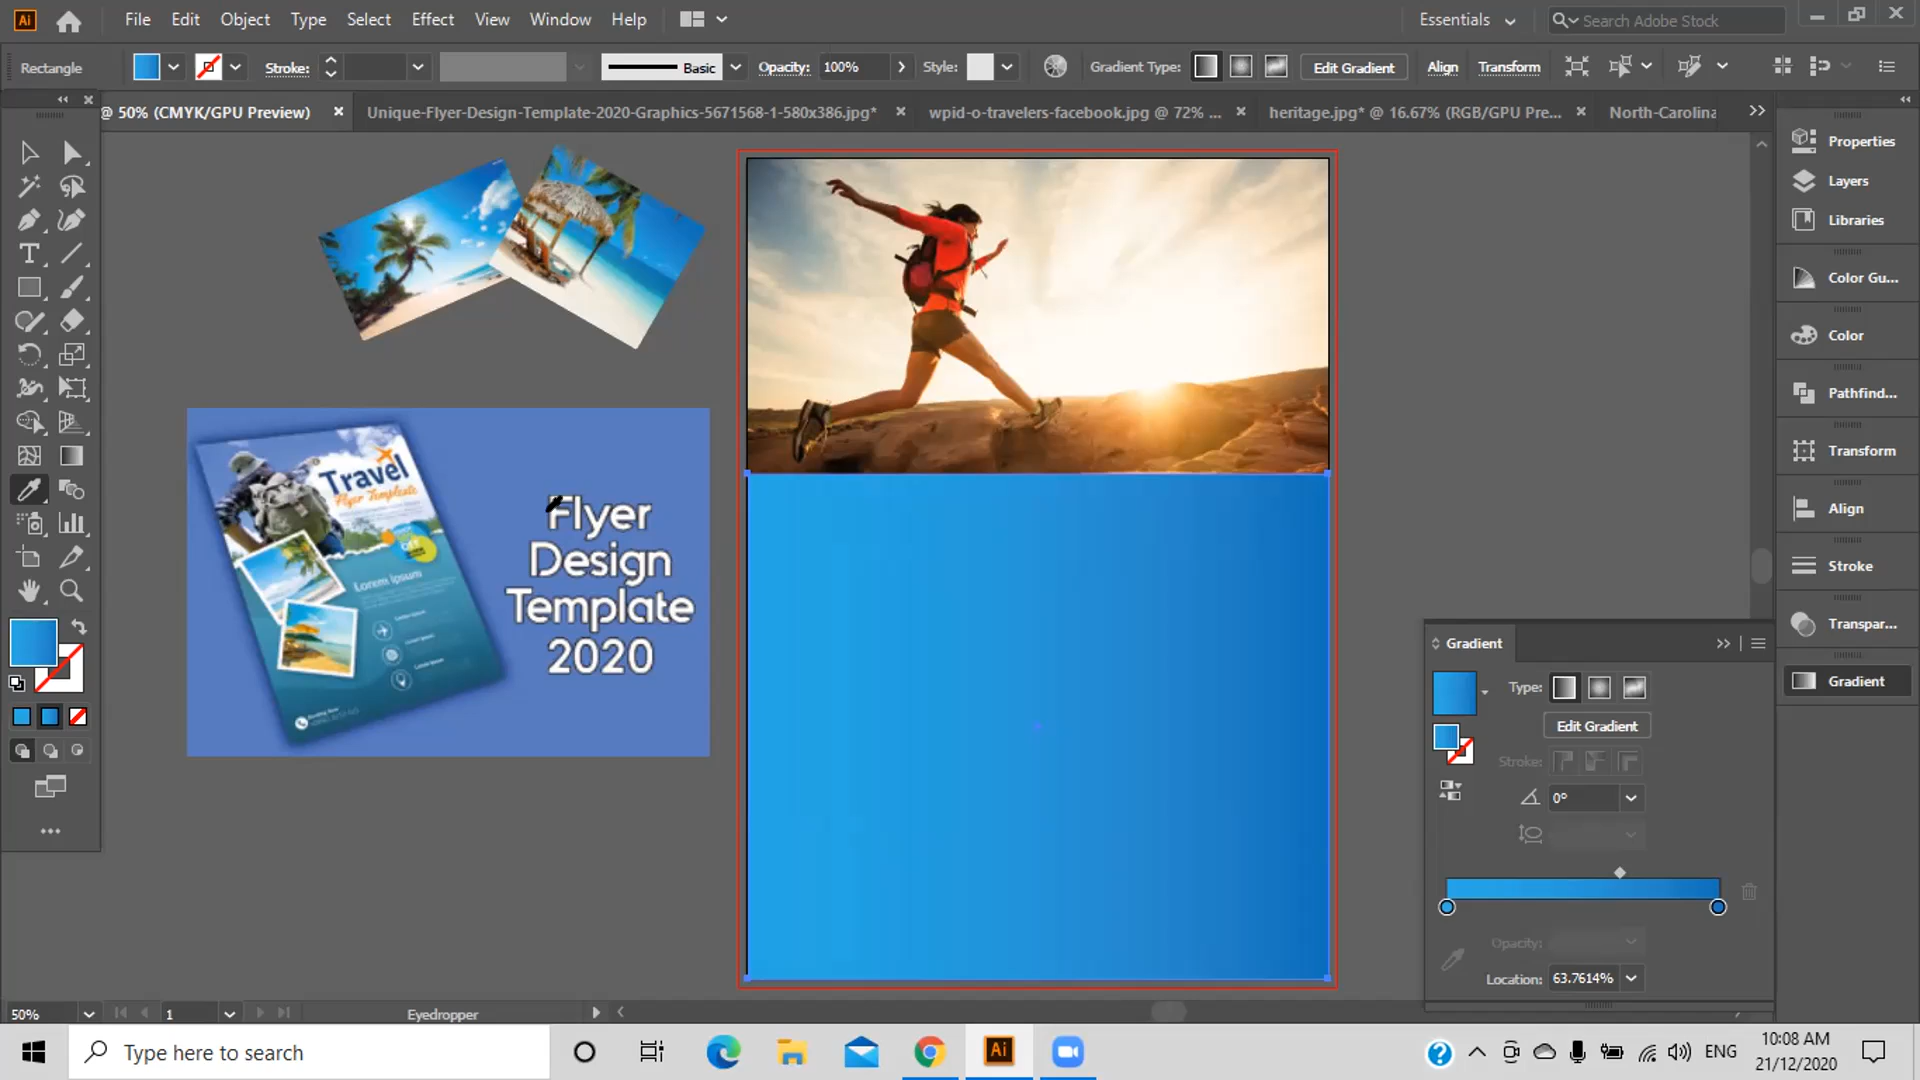 Ai File Edit Object Type Select Effect View Window Help Essentials Search Adobe Stock
Rectangle Stroke: Basic Opacity: 100% Style: Gradient Type: Edit Gradient Align Transform
@ 50% (CMYK/GPU Preview) Unique-Flyer-Design-Template-2020-Graphics-5671568-1-580x386.jpg* wpid-o-travelers-facebook.jpg @ 72% ... heritage.jpg* @ 16.67% (RGB/GPU Pre... North-Carolina
Properties
Layers
Libraries
Color Gu...
Color
Pathfind...
Transform
Align
Stroke
Transpar...
Gradient
Travel
Flyer Template
OFF
Lorem Ipsum
Flyer
Design
Template
2020
Gradient
Type:
Edit Gradient
Stroke:
0°
Opacity:
Location: 63.7614%
50% 1 Eyedropper
Type here to search
Ai
ENG
10:08 AM
21/12/2020